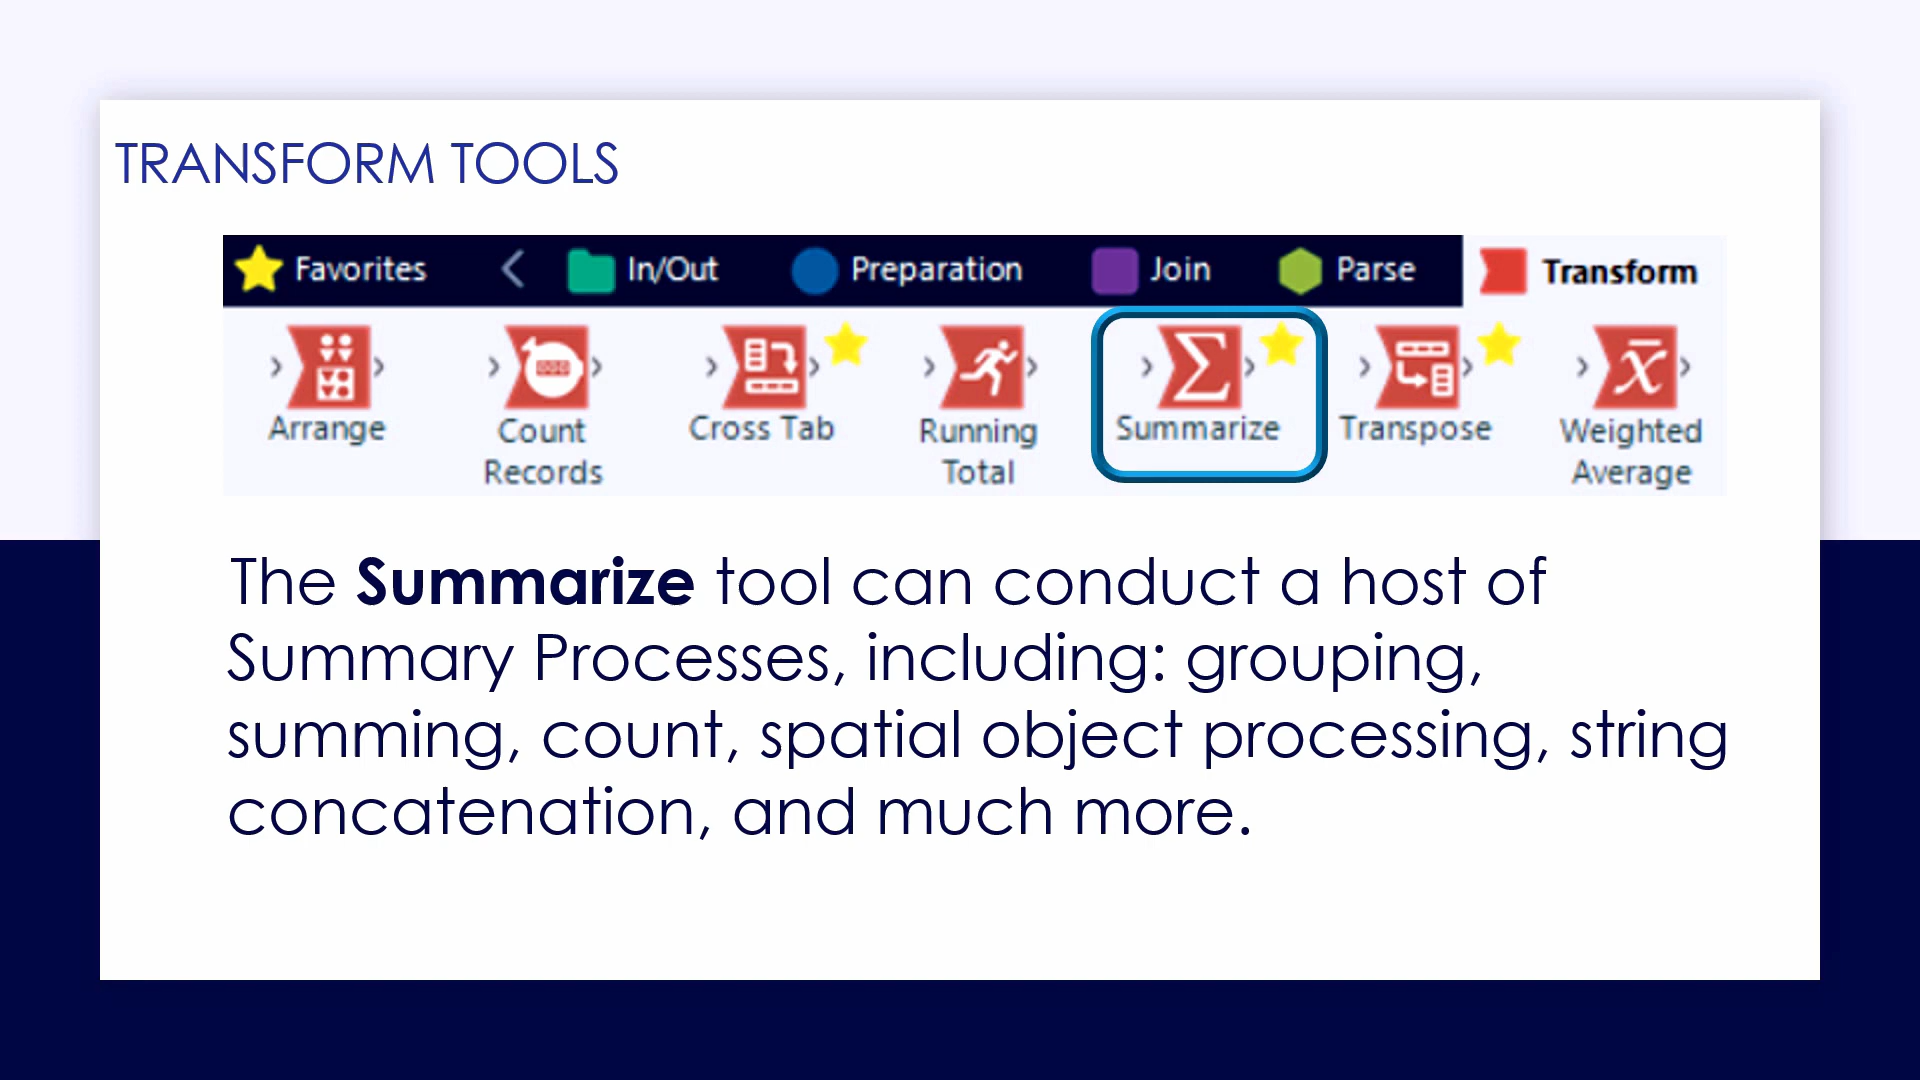 TRANSFORM TOOLS
Favorites In/Out Preparation Join Parse Transform
Arrange Count Records Cross Tab Running Total Summarize Transpose Weighted Average
The Summarize tool can conduct a host of
Summary Processes, including: grouping,
summing, count, spatial object processing, string
concatenation, and much more.